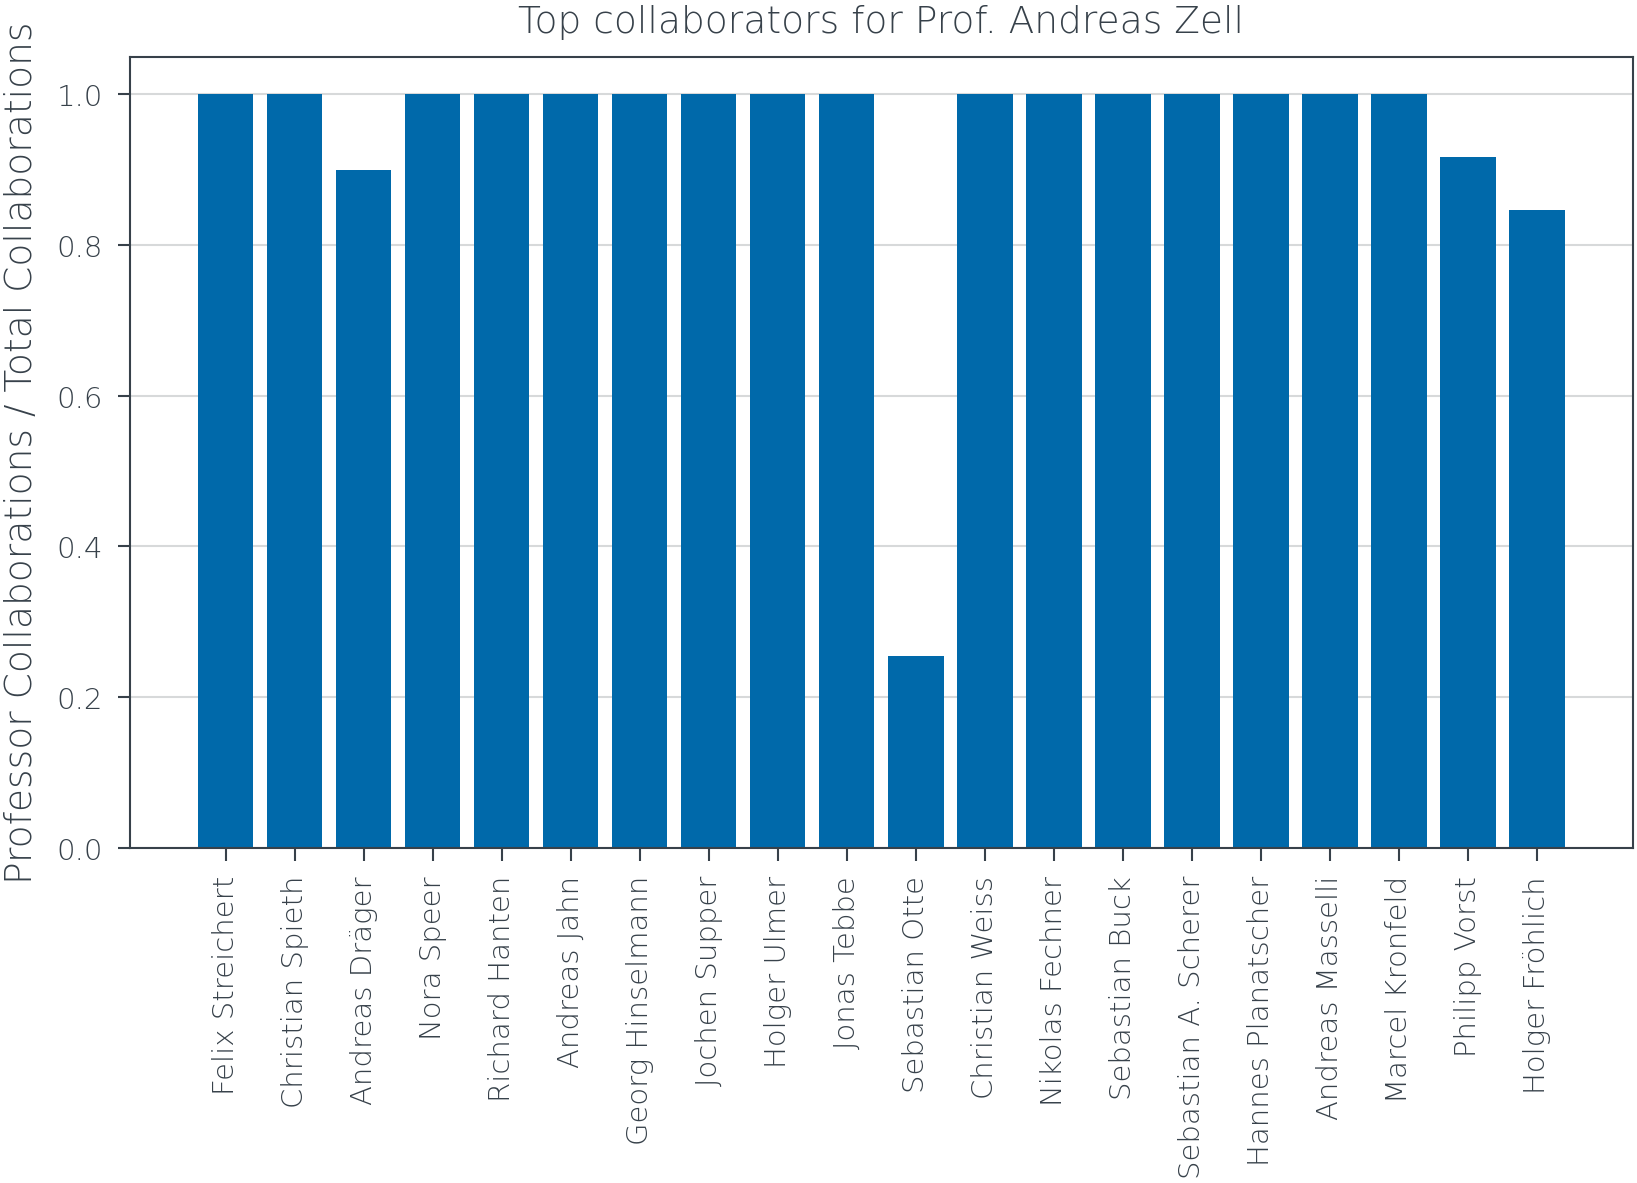 Top collaborators for Prof. Andreas Zell
Professor Collaborations / Total Collaborations
1.0
0.8
0.6
0.4
0.2
0.0
Felix Streichert
Christian Spieth
Andreas Dräger
Nora Speer
Richard Hanten
Andreas Jahn
Georg Hinselmann
Jochen Supper
Holger Ulmer
Jonas Tebbe
Sebastian Otte
Christian Weiss
Nikolas Fechner
Sebastian Buck
Sebastian A. Scherer
Hannes Planatscher
Andreas Masselli
Marcel Kronfeld
Philipp Vorst
Holger Fröhlich